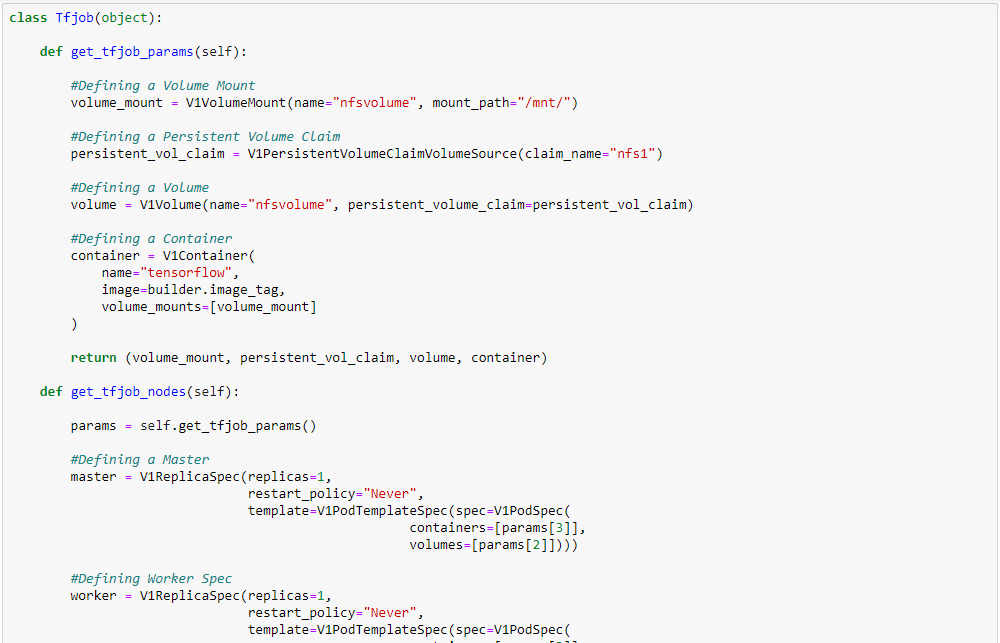 class Tfjob(object):
def get_tfjob_params(self):
#Defining a Volume Mount
volume_mount = V1VolumeMount(name="nfsvolume", mount_path="/mnt/")
#Defining a Persistent Volume Claim
persistent_vol_claim = V1PersistentVolumeClaimVolumeSource(claim_name="nfs1")
#Defining a Volume
volume = V1Volume(name="nfsvolume", persistent_volume_claim=persistent_vol_claim)
#Defining a Container
container = V1Container(
name="tensorflow",
image=builder.image_tag,
volume_mounts=[volume_mount]
)
return (volume_mount, persistent_vol_claim, volume, container)
def get_tfjob_nodes(self):
params = self.get_tfjob_params()
#Defining a Master
master = V1ReplicaSpec(replicas=1,
restart_policy="Never",
template=V1PodTemplateSpec(spec=V1PodSpec(
containers=[params[3]],
volumes=[params[2]])))
#Defining Worker Spec
worker = V1ReplicaSpec(replicas=1,
restart_policy="Never",
template=V1PodTemplateSpec(spec=V1PodSpec(